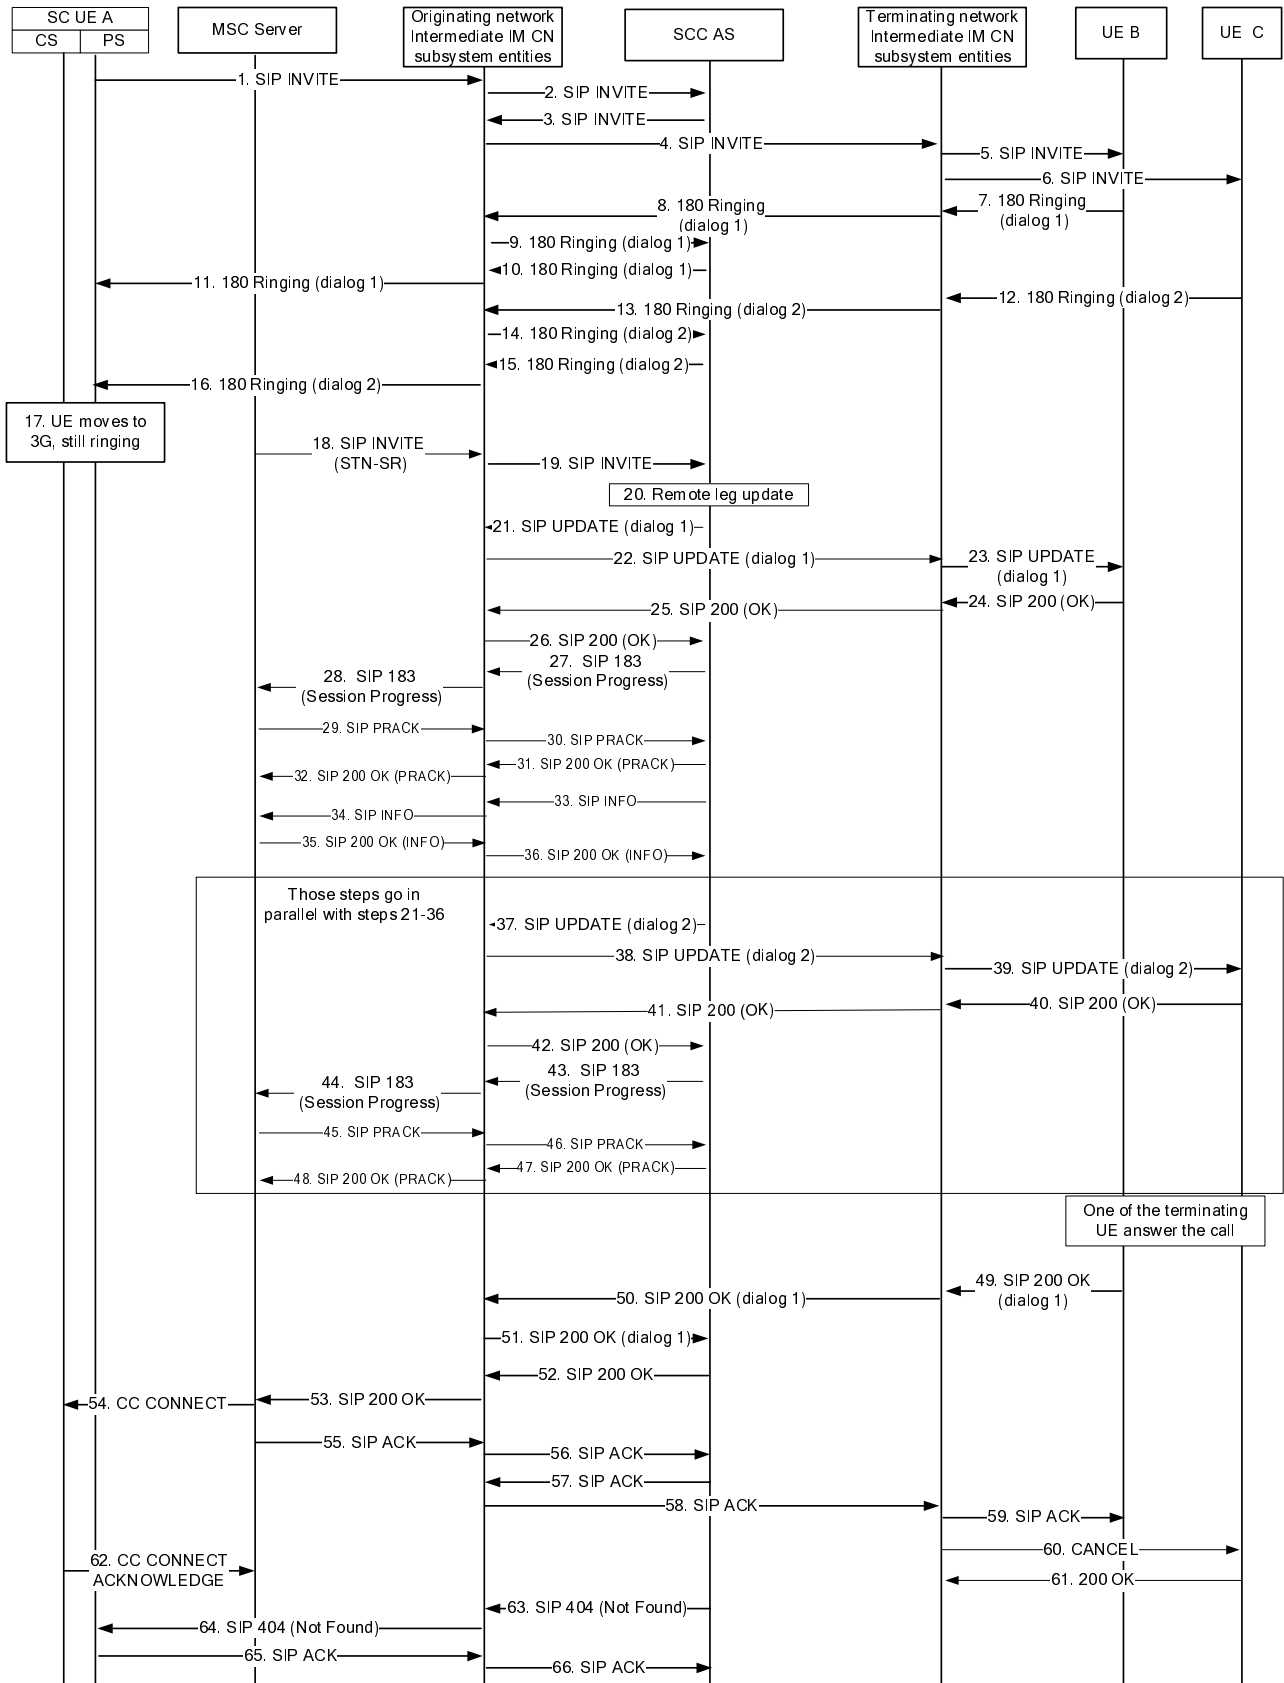 SC UE A
CS
PS
MSC Server
Originating network
Intermediate IM CN
subsystem entities
SCC AS
Terminating network
Intermediate IM CN
subsystem entities
UE B
UE C
1. SIP INVITE
2. SIP INVITE
3. SIP INVITE
4. SIP INVITE
5. SIP INVITE
6. SIP INVITE
7. 180 Ringing
(dialog 1)
8. 180 Ringing
(dialog 1)
9. 180 Ringing (dialog 1)
10. 180 Ringing (dialog 1)
11. 180 Ringing (dialog 1)
12. 180 Ringing (dialog 2)
13. 180 Ringing (dialog 2)
14. 180 Ringing (dialog 2)
15. 180 Ringing (dialog 2)
16. 180 Ringing (dialog 2)
17. UE moves to
3G, still ringing
18. SIP INVITE
(STN-SR)
19. SIP INVITE
20. Remote leg update
21. SIP UPDATE (dialog 1)
22. SIP UPDATE (dialog 1)
23. SIP UPDATE
(dialog 1)
24. SIP 200 (OK)
25. SIP 200 (OK)
26. SIP 200 (OK)
27. SIP 183
(Session Progress)
28. SIP 183
(Session Progress)
29. SIP PRACK
30. SIP PRACK
31. SIP 200 OK (PRACK)
32. SIP 200 OK (PRACK)
33. SIP INFO
34. SIP INFO
35. SIP 200 OK (INFO)
36. SIP 200 OK (INFO)
Those steps go in
parallel with steps 21-36
37. SIP UPDATE (dialog 2)
38. SIP UPDATE (dialog 2)
39. SIP UPDATE (dialog 2)
40. SIP 200 (OK)
41. SIP 200 (OK)
42. SIP 200 (OK)
43. SIP 183
(Session Progress)
44. SIP 183
(Session Progress)
45. SIP PRACK
46. SIP PRACK
47. SIP 200 OK (PRACK)
48. SIP 200 OK (PRACK)
One of the terminating
UE answer the call
49. SIP 200 OK
(dialog 1)
50. SIP 200 OK (dialog 1)
51. SIP 200 OK (dialog 1)
52. SIP 200 OK
53. SIP 200 OK
54. CC CONNECT
55. SIP ACK
56. SIP ACK
57. SIP ACK
58. SIP ACK
59. SIP ACK
60. CANCEL
62. CC CONNECT
ACKNOWLEDGE
61. 200 OK
63. SIP 404 (Not Found)
64. SIP 404 (Not Found)
65. SIP ACK
66. SIP ACK